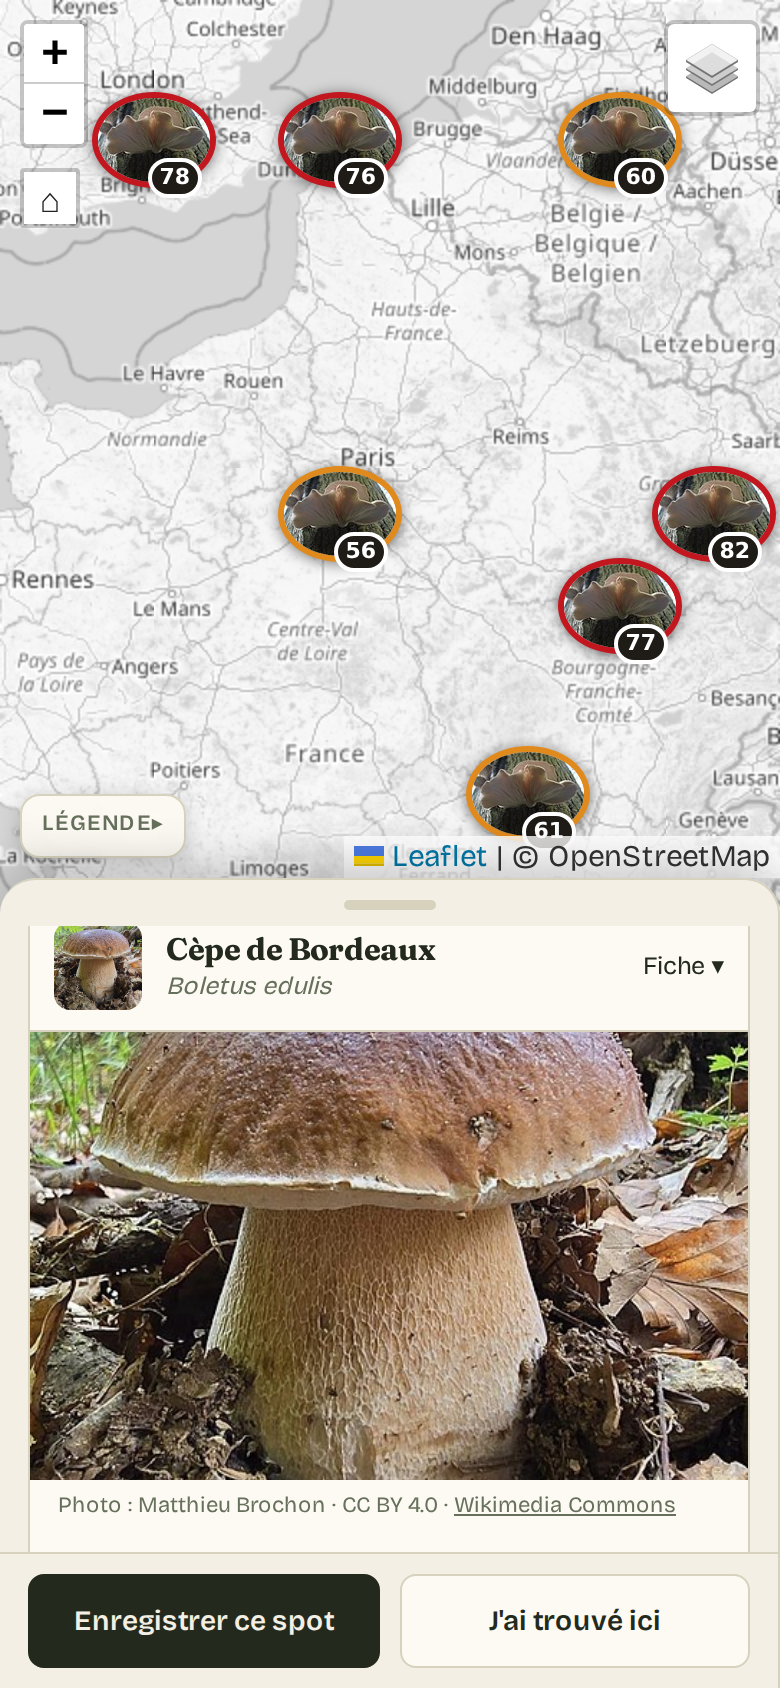 Keynes
Colchester
Den Haag
+
London
Middelburg
−
78
76
Brugge
60
Düsse
Aachen
⌂
Lille
België /
Belgique /
Belgien
Mons
Hauts-de-
France
Lëtzebuerg
Le Havre
Rouen
Normandie
Reims
Paris
Saarb
56
82
Rennes
Le Mans
77
Centre-Val
de Loire
Pays de
la Loire
Angers
Bourgogne-
Franche-
Comté
Besanç
France
Poitiers
Lausan
61
Genève
LÉGENDE▸
Limoges
Leaflet | © OpenStreetMap
Cèpe de Bordeaux
Boletus edulis
Fiche ▾
Photo : Matthieu Brochon · CC BY 4.0 · Wikimedia Commons
Enregistrer ce spot
J'ai trouvé ici